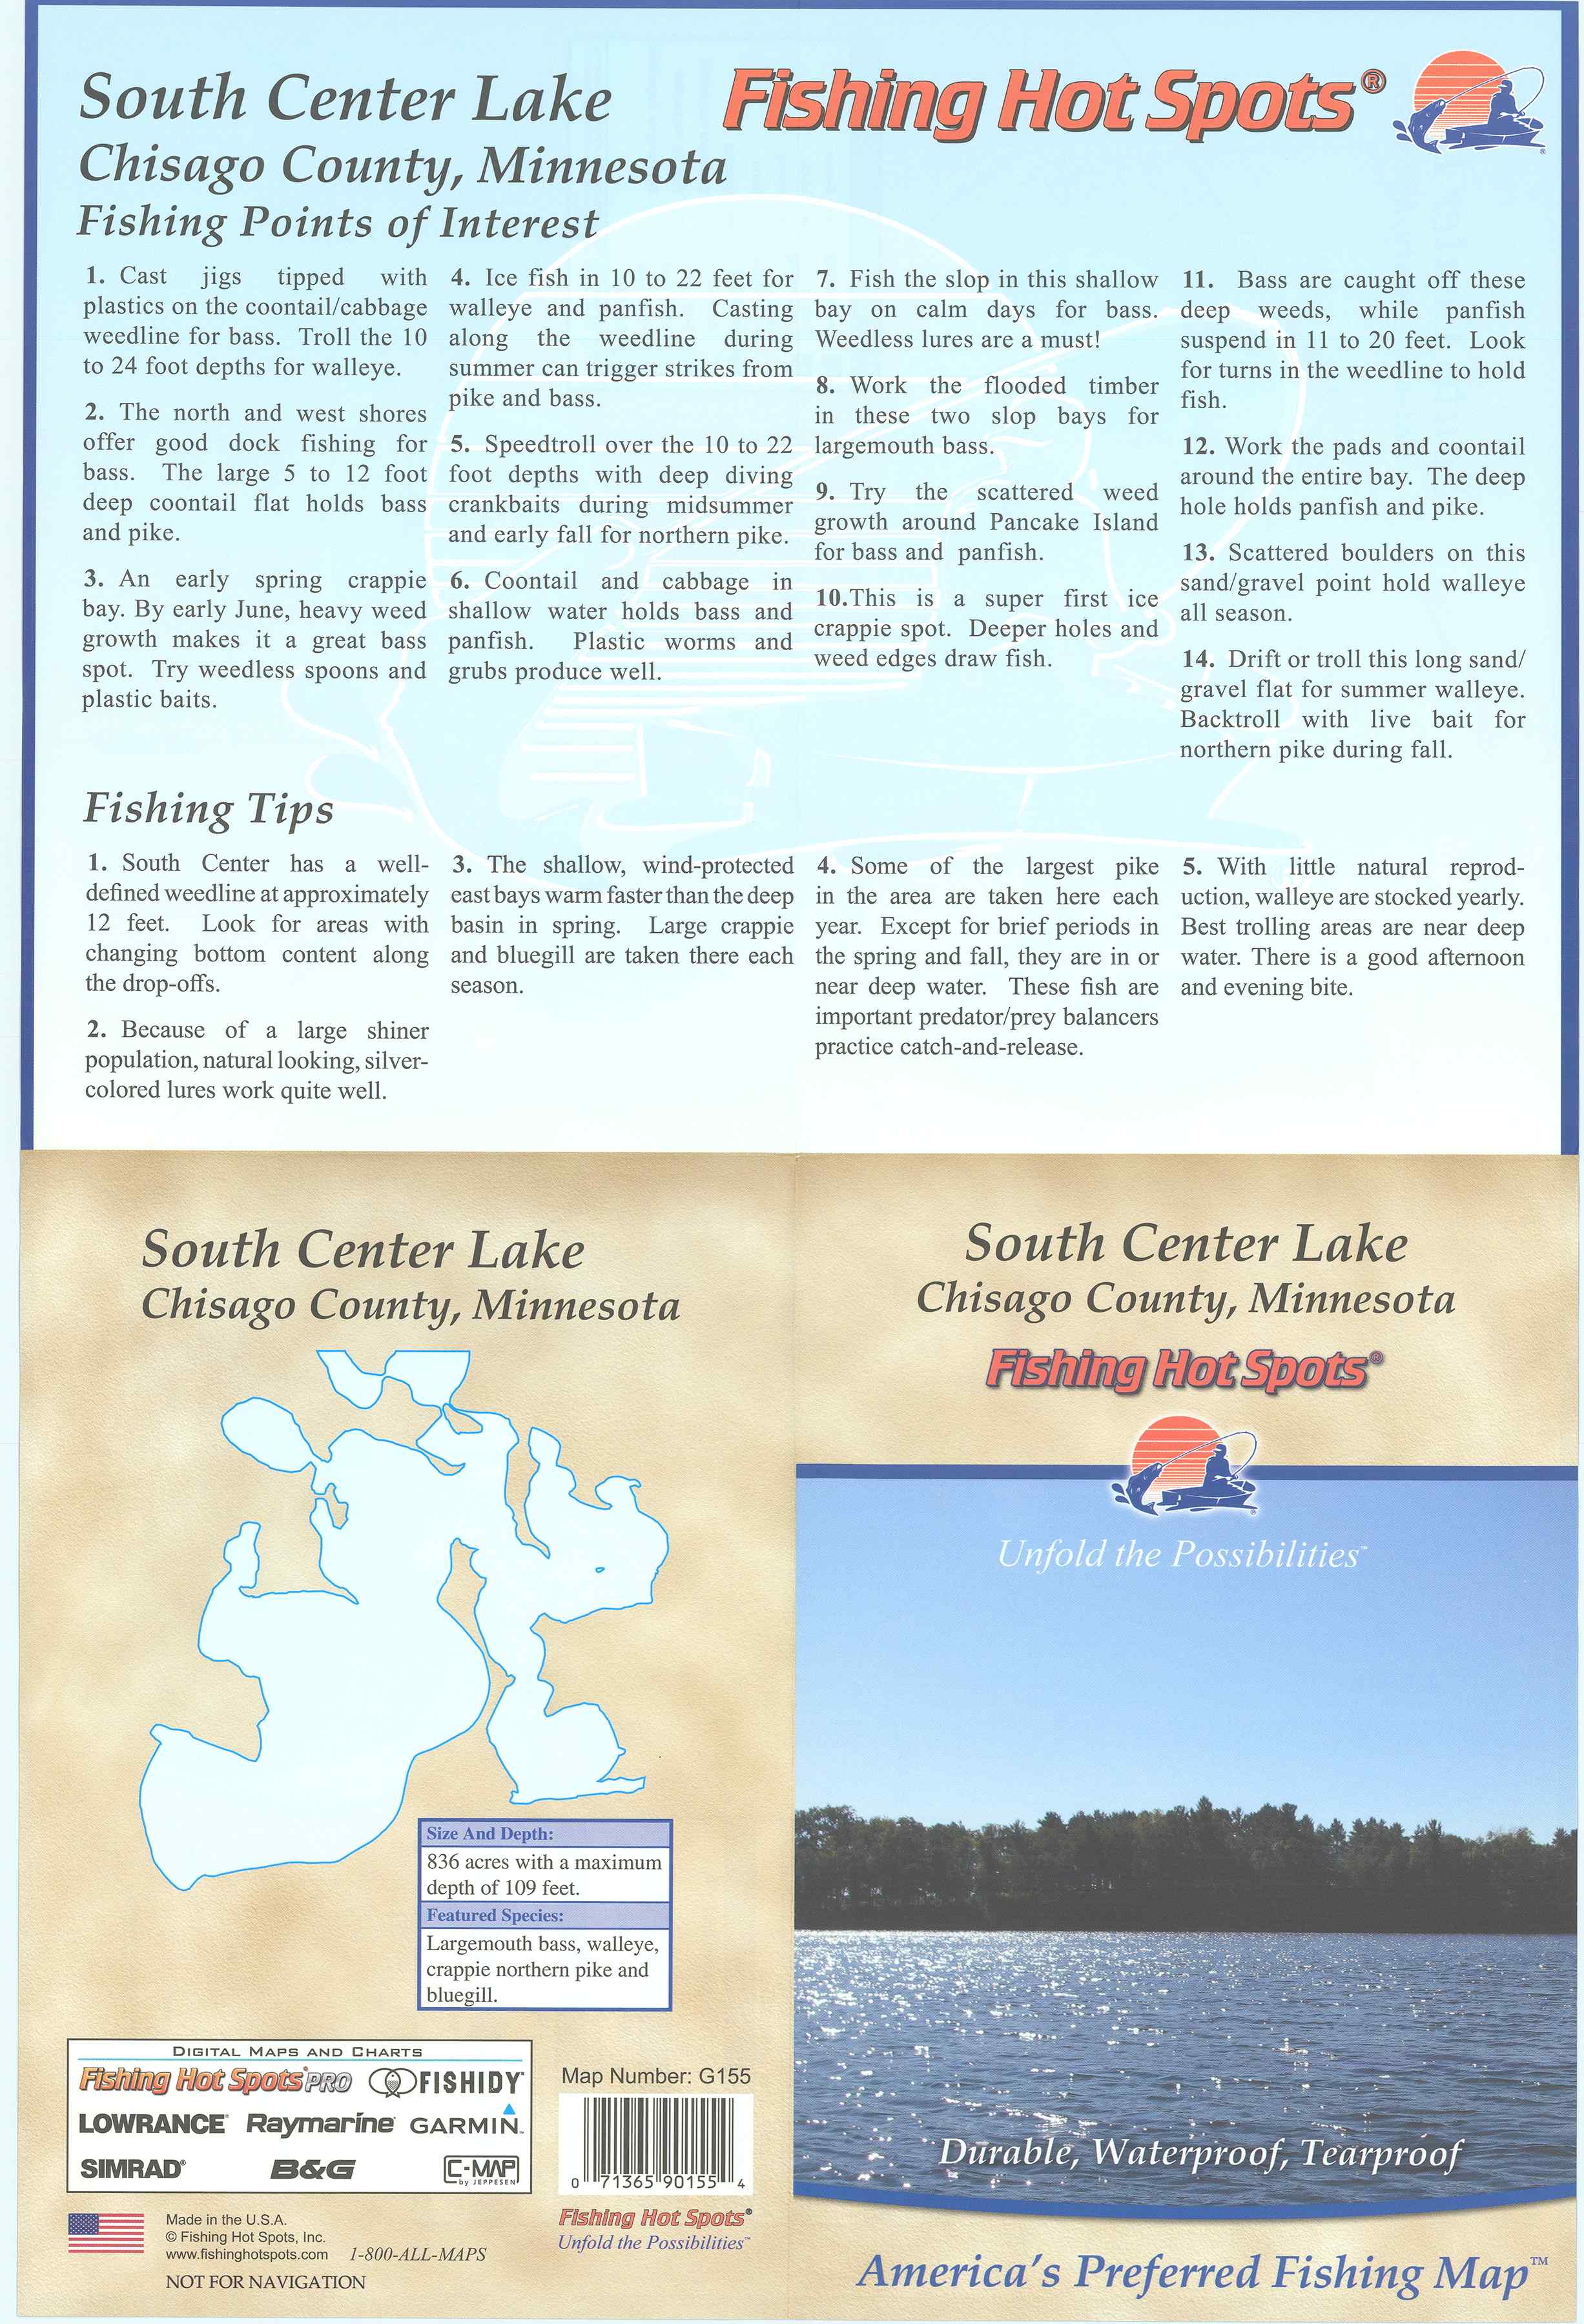 South Center Lake
Fishing Hot Spots®
Chisago County, Minnesota
Fishing Points of Interest
1. Cast jigs tipped with
plastics on the coontail/cabbage
weedline for bass. Troll the 10
to 24 foot depths for walleye.
2. The north and west shores
offer good dock fishing for
bass. The large 5 to 12 foot
deep coontail flat holds bass
and pike.
3. An early spring crappie
bay. By early June, heavy weed
growth makes it a great bass
spot. Try weedless spoons and
plastic baits.
4. Ice fish in 10 to 22 feet for
walleye and panfish. Casting
along the weedline during
summer can trigger strikes from
pike and bass.
5. Speedtroll over the 10 to 22
foot depths with deep diving
crankbaits during midsummer
and early fall for northern pike.
6. Coontail and cabbage in
shallow water holds bass and
panfish. Plastic worms and
grubs produce well.
7. Fish the slop in this shallow
bay on calm days for bass.
Weedless lures are a must!
8. Work the flooded timber
in these two slop bays for
largemouth bass.
9. Try the scattered weed
growth around Pancake Island
for bass and panfish.
10.This is a super first ice
crappie spot. Deeper holes and
weed edges draw fish.
11. Bass are caught off these
deep weeds, while panfish
suspend in 11 to 20 feet. Look
for turns in the weedline to hold
fish.
12. Work the pads and coontail
around the entire bay. The deep
hole holds panfish and pike.
13. Scattered boulders on this
sand/gravel point hold walleye
all season.
14. Drift or troll this long sand/
gravel flat for summer walleye.
Backtroll with live bait for
northern pike during fall.
Fishing Tips
1. South Center has a well-
defined weedline at approximately
12 feet. Look for areas with
changing bottom content along
the drop-offs.
2. Because of a large shiner
population, natural looking, silver-
colored lures work quite well.
3. The shallow, wind-protected
east bays warm faster than the deep
basin in spring. Large crappie
and bluegill are taken there each
season.
4. Some of the largest pike
in the area are taken here each
year. Except for brief periods in
the spring and fall, they are in or
near deep water. These fish are
important predator/prey balancers
practice catch-and-release.
5. With little natural reprod-
uction, walleye are stocked yearly.
Best trolling areas are near deep
water. There is a good afternoon
and evening bite.
South Center Lake
Chisago County, Minnesota
Size And Depth:
836 acres with a maximum
depth of 109 feet.
Featured Species:
Largemouth bass, walleye,
crappie northern pike and
bluegill.
DIGITAL MAPS AND CHARTS
Fishing Hot Spots® PRO FISHIDY™
LOWRANCE® Raymarine® GARMIN™
SIMRAD® B&G C-MAP
by JEPPESEN
Map Number: G155
0 71365 90155 4
Fishing Hot Spots®
Unfold the Possibilities™
Made in the U.S.A.
© Fishing Hot Spots, Inc.
www.fishinghotspots.com 1-800-ALL-MAPS
NOT FOR NAVIGATION
South Center Lake
Chisago County, Minnesota
Fishing Hot Spots®
Unfold the Possibilities™
Durable, Waterproof, Tearproof
America's Preferred Fishing Map™